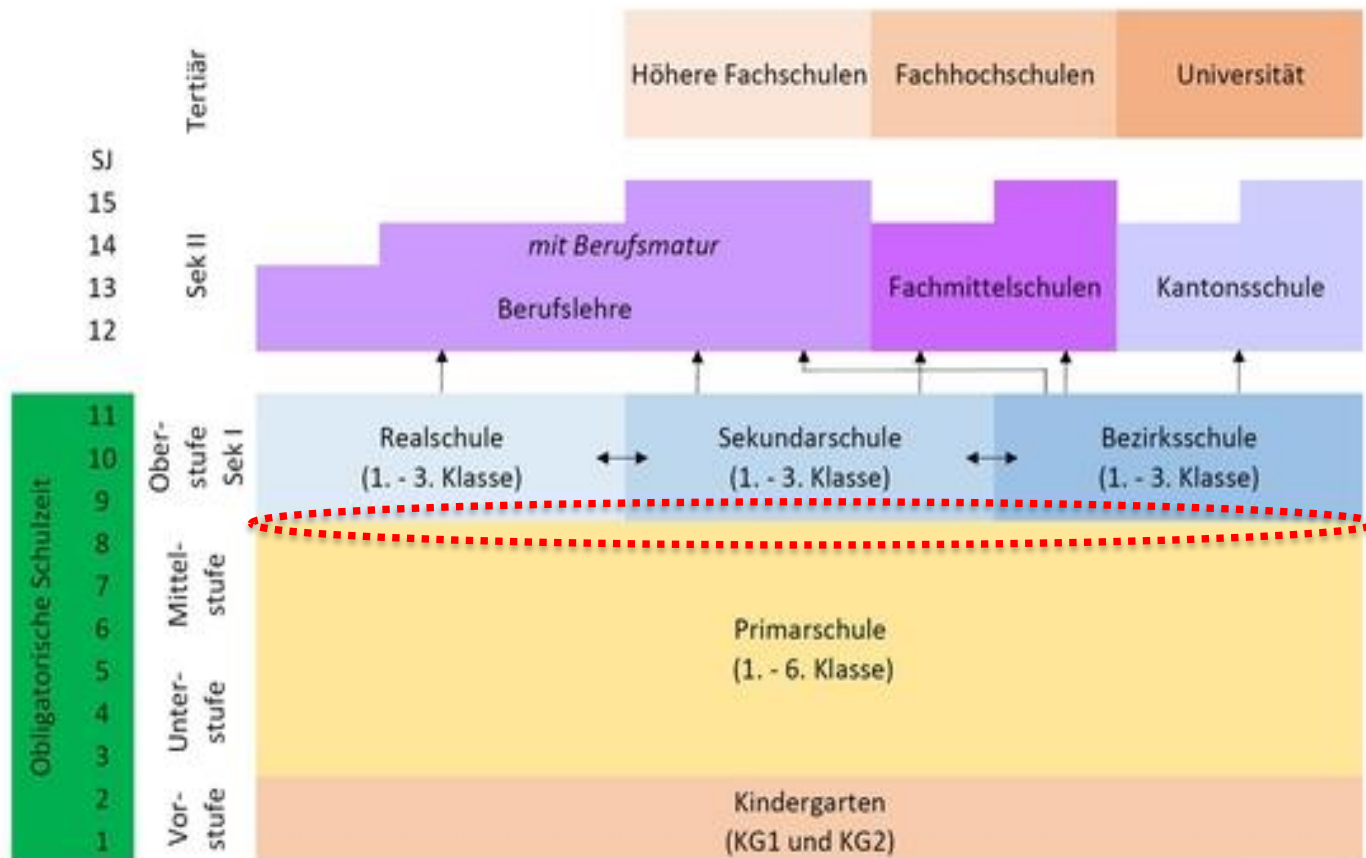 Tertiär
Höhere Fachschulen
Fachhochschulen
Universität
SJ
15
14
13
12
Sek II
mit Berufsmatur
Berufslehre
Fachmittelschulen
Kantonsschule
Obligatorische Schulzeit
11
10
9
8
7
6
5
4
3
2
1
Ober-
stufe
Sek I
Realschule
(1. - 3. Klasse)
Sekundarschule
(1. - 3. Klasse)
Bezirksschule
(1. - 3. Klasse)
Mittel-
stufe
Unter-
stufe
Primarschule
(1. - 6. Klasse)
Vor-
stufe
Kindergarten
(KG1 und KG2)